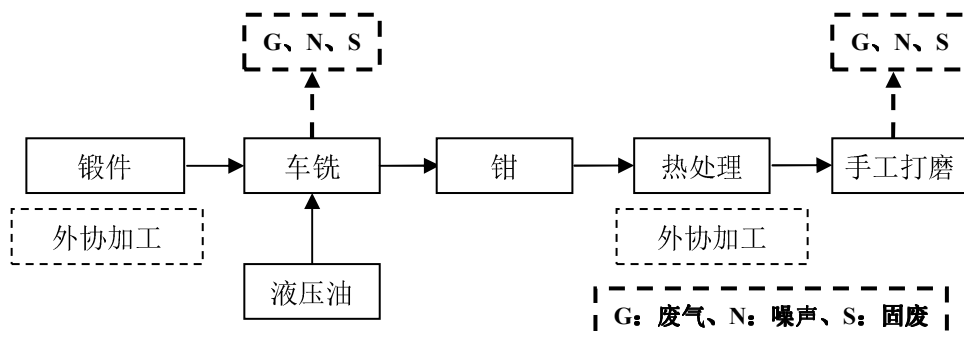 G、N、S
G、N、S
锻件
车铣
钳
热处理
手工打磨
外协加工
外协加工
液压油
G：废气、N：噪声、S：固废